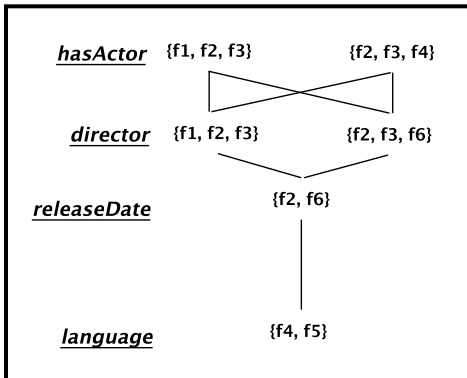 hasActor {f1, f2, f3} {f2, f3, f4}
director {f1, f2, f3} {f2, f3, f6}
releaseDate {f2, f6}
language {f4, f5}